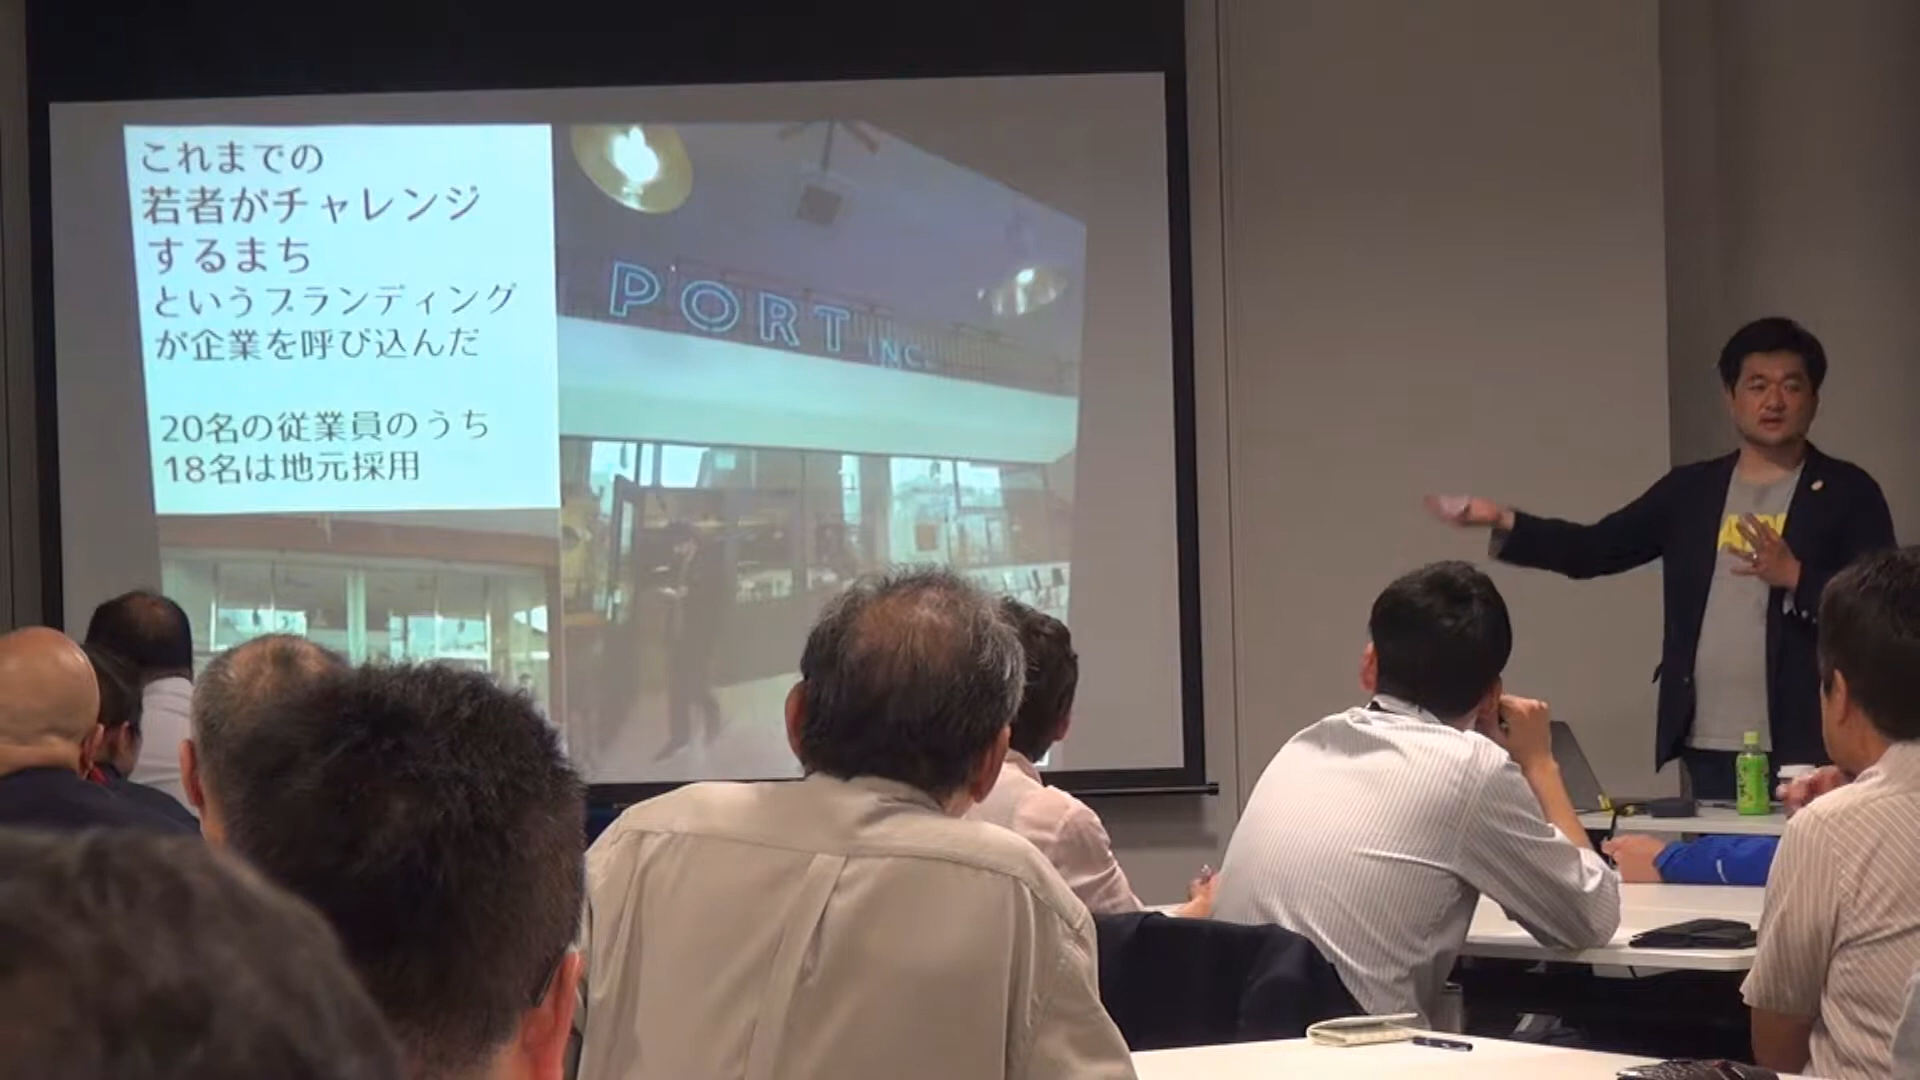 これまでの
若者がチャレンジ
するまち
というブランディング
が企業を呼び込んだ
20名の従業員のうち
18名は地元採用
PORT INC.